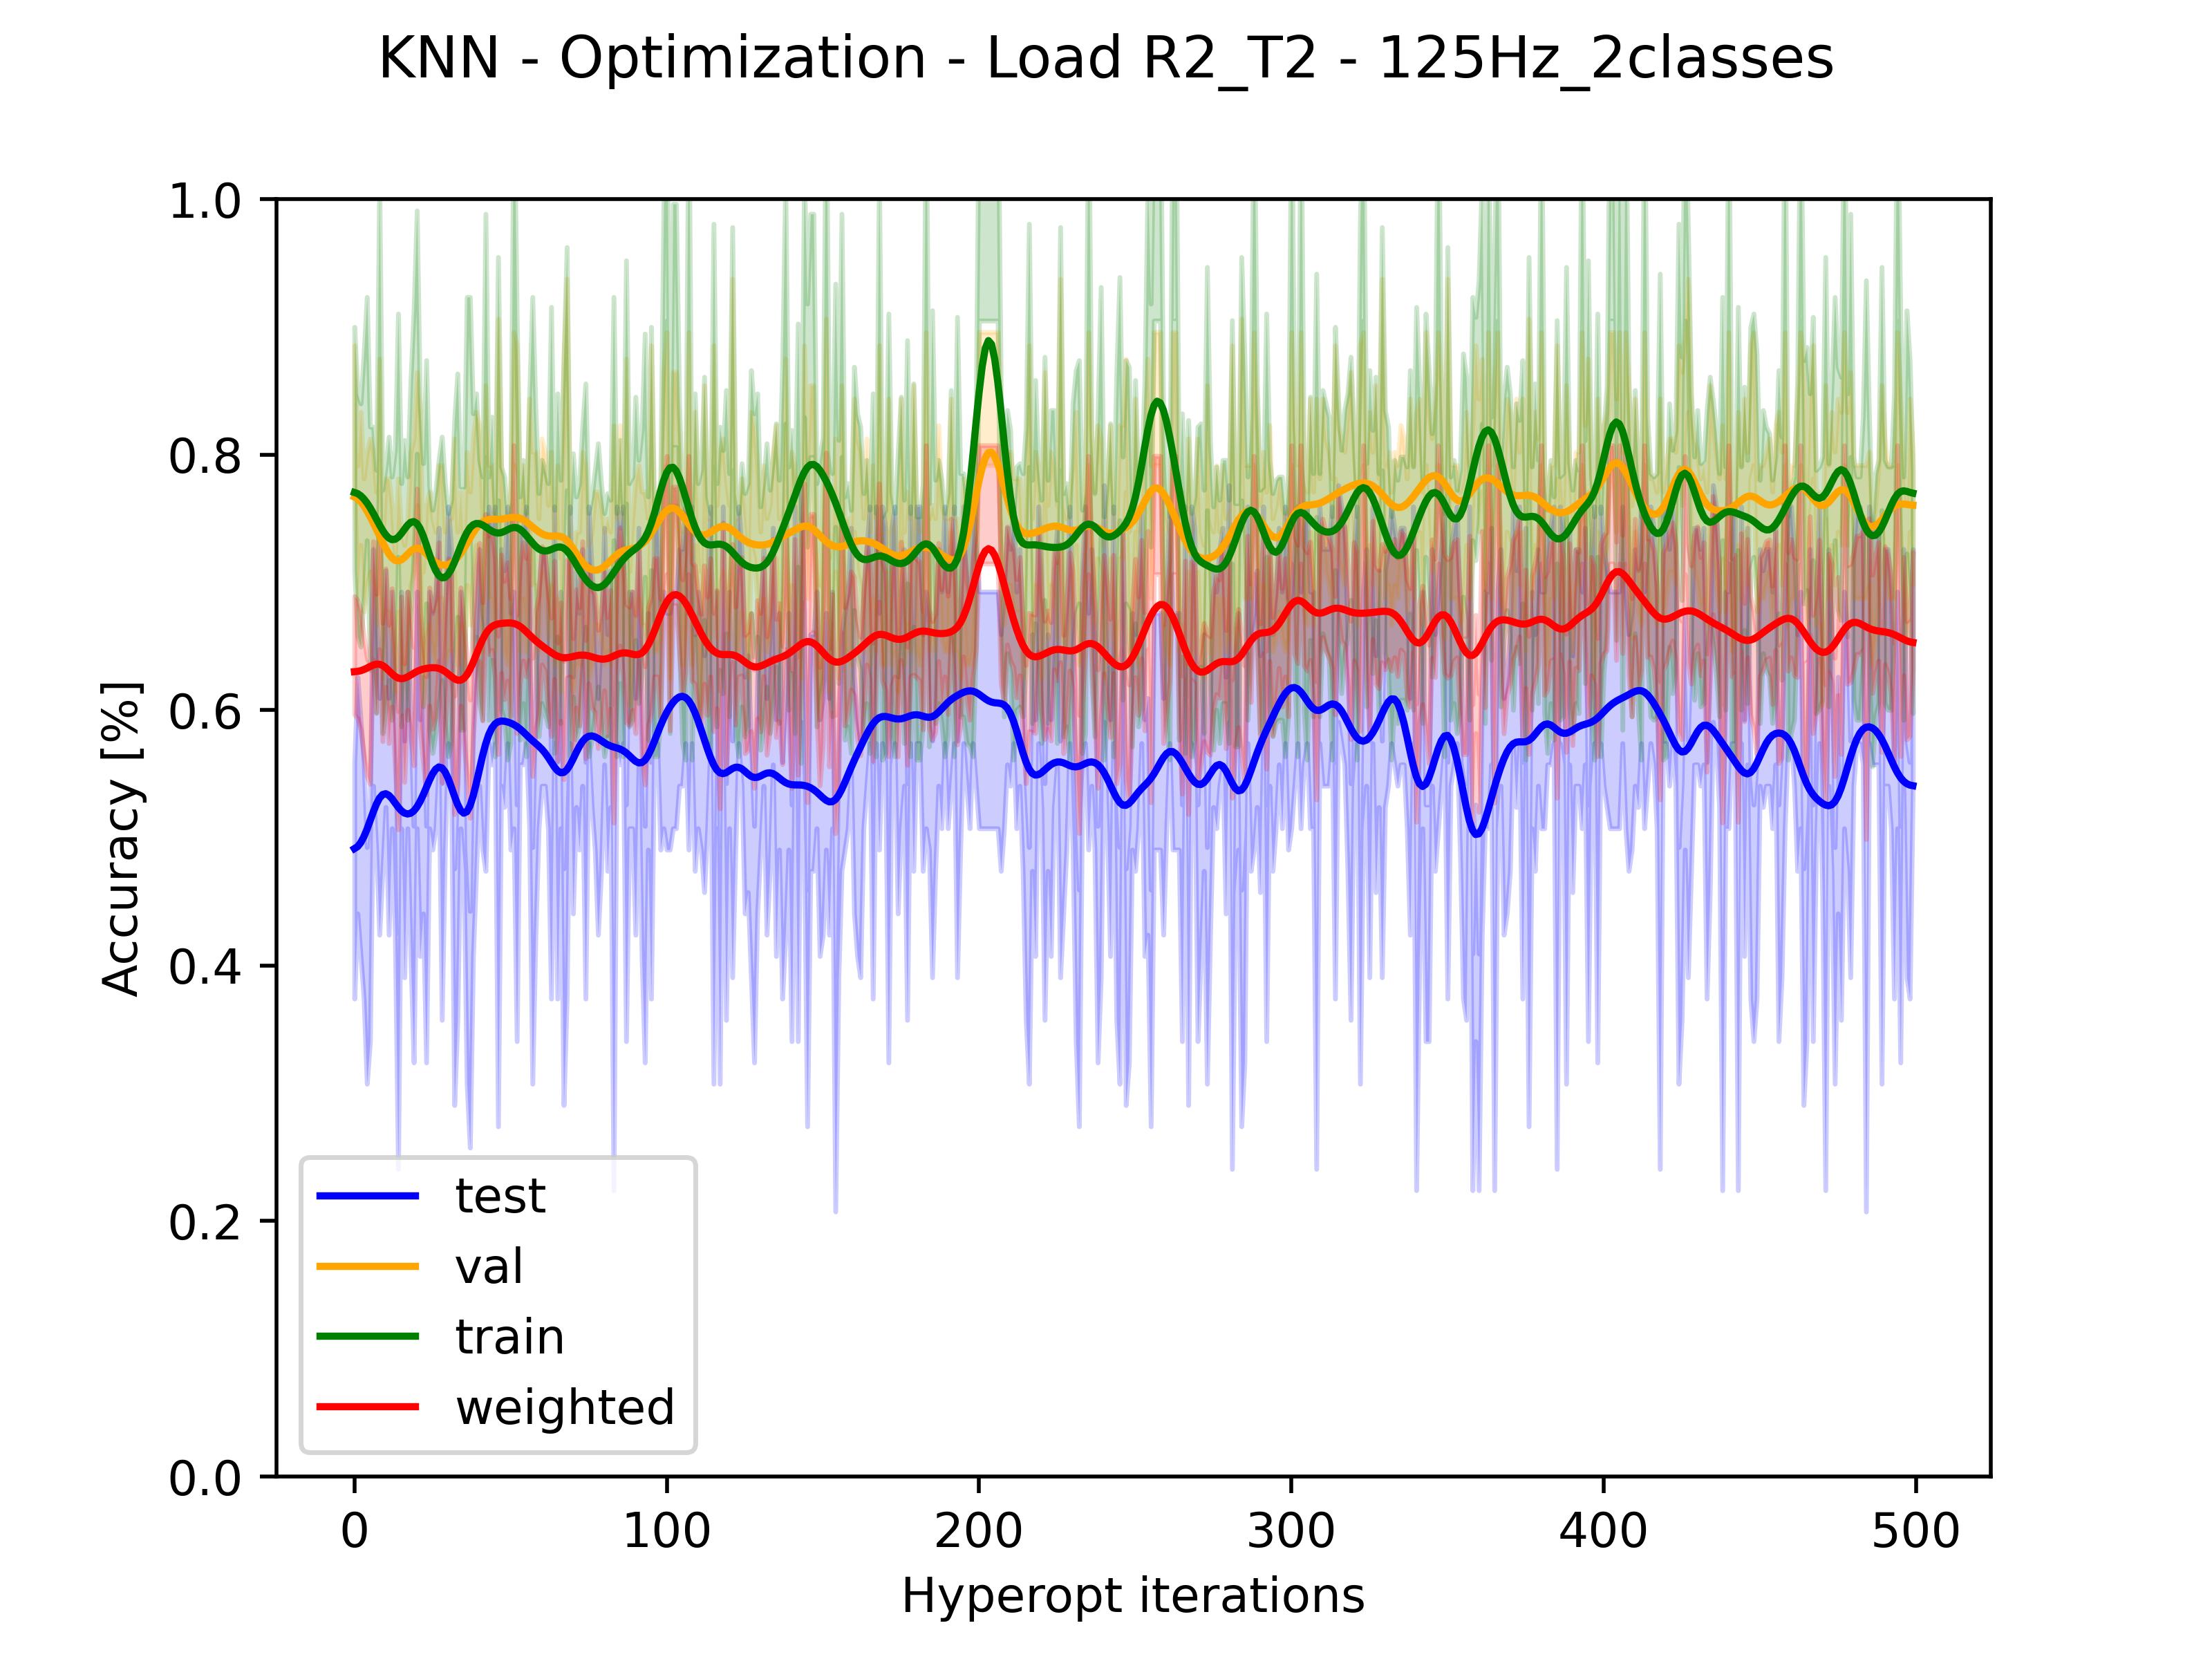 KNN - Optimization - Load R2_T2 - 125Hz_2classes
1.0
0.8
0.6
0.4
0.2
0.0
Accuracy [%]
test
val
train
weighted
0 100 200 300 400 500
Hyperopt iterations